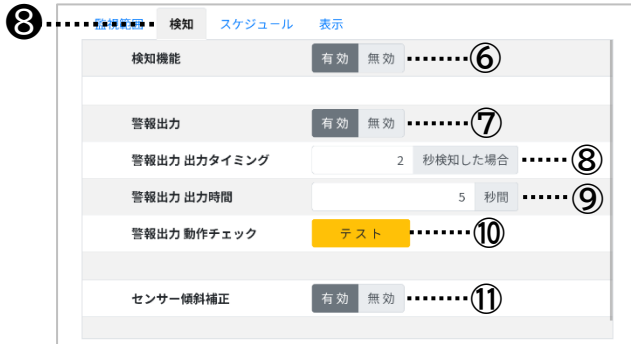 ❽ 監視範囲 検知 スケジュール 表示
検知機能 有効 無効 ⑥
警報出力 有効 無効 ⑦
警報出力 出力タイミング 2 秒検知した場合 ⑧
警報出力 出力時間 5 秒間 ⑨
警報出力 動作チェック テスト ⑩
センサー傾斜補正 有効 無効 ⑪